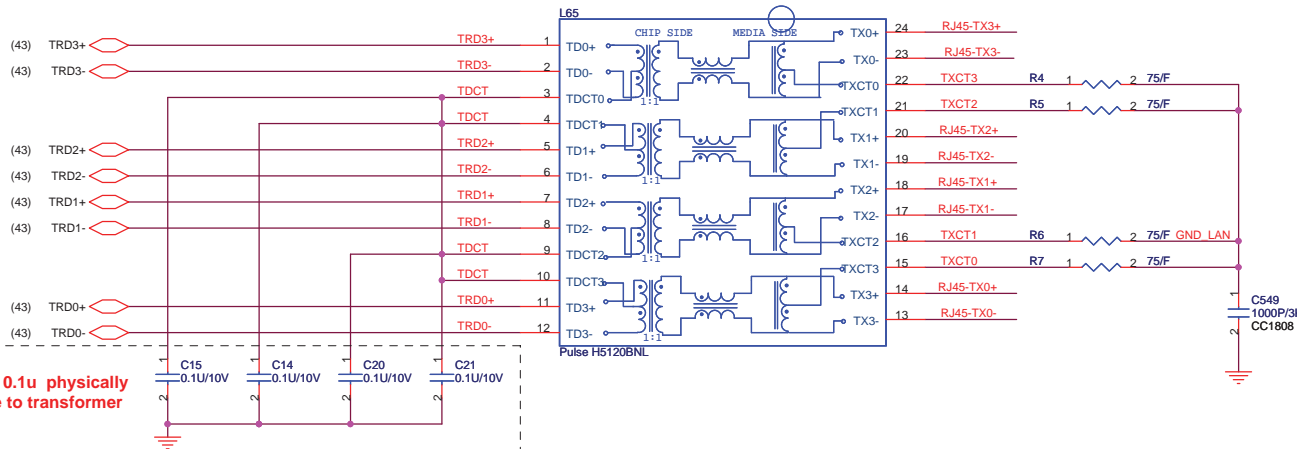 L65
CHIP SIDE MEDIA SIDE
(43) TRD3+ TRD3+ 1 TD0+ TX0+ 24 RJ45-TX3+
(43) TRD3- TRD3- 2 TD0- TX0- 23 RJ45-TX3-
TDCT 3 TDCT0 TXCT0 22 TXCT3 R4 1 2 75/F
1:1
TDCT 4 TDCT1 TXCT1 21 TXCT2 R5 1 2 75/F
(43) TRD2+ TRD2+ 5 TD1+ TX1+ 20 RJ45-TX2+
(43) TRD2- TRD2- 6 TD1- TX1- 19 RJ45-TX2-
1:1
(43) TRD1+ TRD1+ 7 TD2+ TX2+ 18 RJ45-TX1+
(43) TRD1- TRD1- 8 TD2- TX2- 17 RJ45-TX1-
TDCT 9 TDCT2 TXCT2 16 TXCT1 R6 1 2 75/F GND_LAN
1:1
TDCT 10 TDCT3 TXCT3 15 TXCT0 R7 1 2 75/F
(43) TRD0+ TRD0+ 11 TD3+ TX3+ 14 RJ45-TX0+
(43) TRD0- TRD0- 12 TD3- TX3- 13 RJ45-TX0-
1:1
Pulse H5120BNL
1 C549
1000P/3
2 CC1808
1 C15 1 C14 1 C20 1 C21
0.1U/10V 0.1U/10V 0.1U/10V 0.1U/10V
2 2 2 2
0.1u physically
to transformer